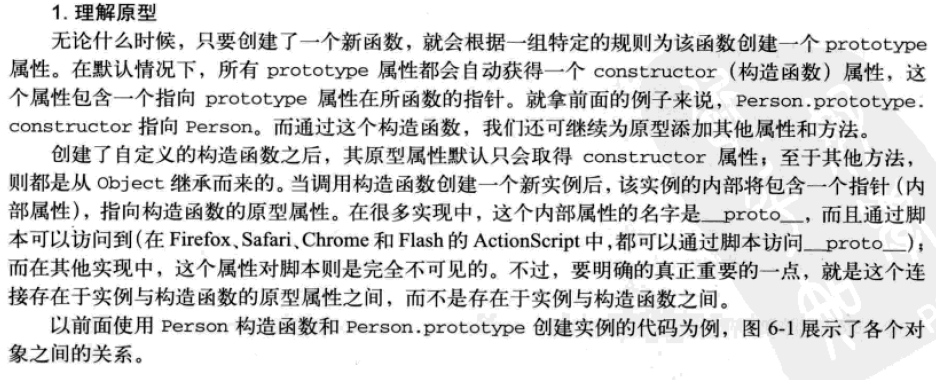 1. 理解原型
无论什么时候，只要创建了一个新函数，就会根据一组特定的规则为该函数创建一个 prototype
属性。在默认情况下，所有 prototype 属性都会自动获得一个 constructor（构造函数）属性，这
个属性包含一个指向 prototype 属性在所函数的指针。就拿前面的例子来说，Person.prototype.
constructor 指向 Person。而通过这个构造函数，我们还可继续为原型添加其他属性和方法。
创建了自定义的构造函数之后，其原型属性默认只会取得 constructor 属性；至于其他方法，
则都是从 Object 继承而来的。当调用构造函数创建一个新实例后，该实例的内部将包含一个指针（内
部属性），指向构造函数的原型属性。在很多实现中，这个内部属性的名字是__proto__，而且通过脚
本可以访问到（在 Firefox、Safari、Chrome 和 Flash 的 ActionScript 中，都可以通过脚本访问__proto__）；
而在其他实现中，这个属性对脚本则是完全不可见的。不过，要明确的真正重要的一点，就是这个连
接存在于实例与构造函数的原型属性之间，而不是存在于实例与构造函数之间。
以前面使用 Person 构造函数和 Person.prototype 创建实例的代码为例，图 6-1 展示了各个对
象之间的关系。